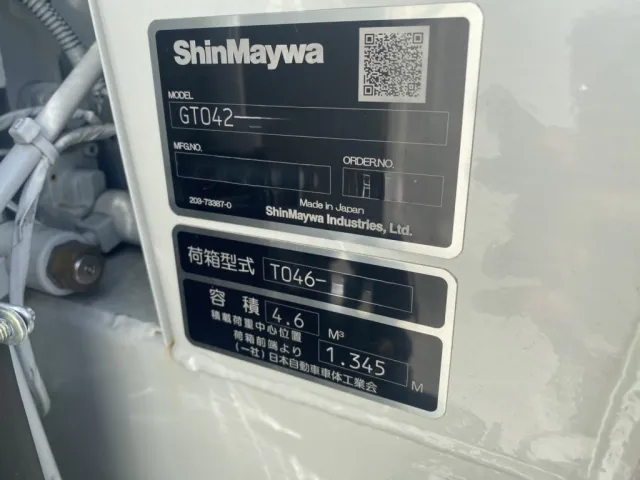 ShinMaywa
MODEL
GT042
MFG.NO.
ORDER.NO.
203-73387-0
Made in Japan
ShinMaywa Industries, Ltd.
荷箱型式 T046-
容積 4.6 M³
積載荷重中心位置
荷箱前端より 1.345 M
(一社)日本自動車車体工業会